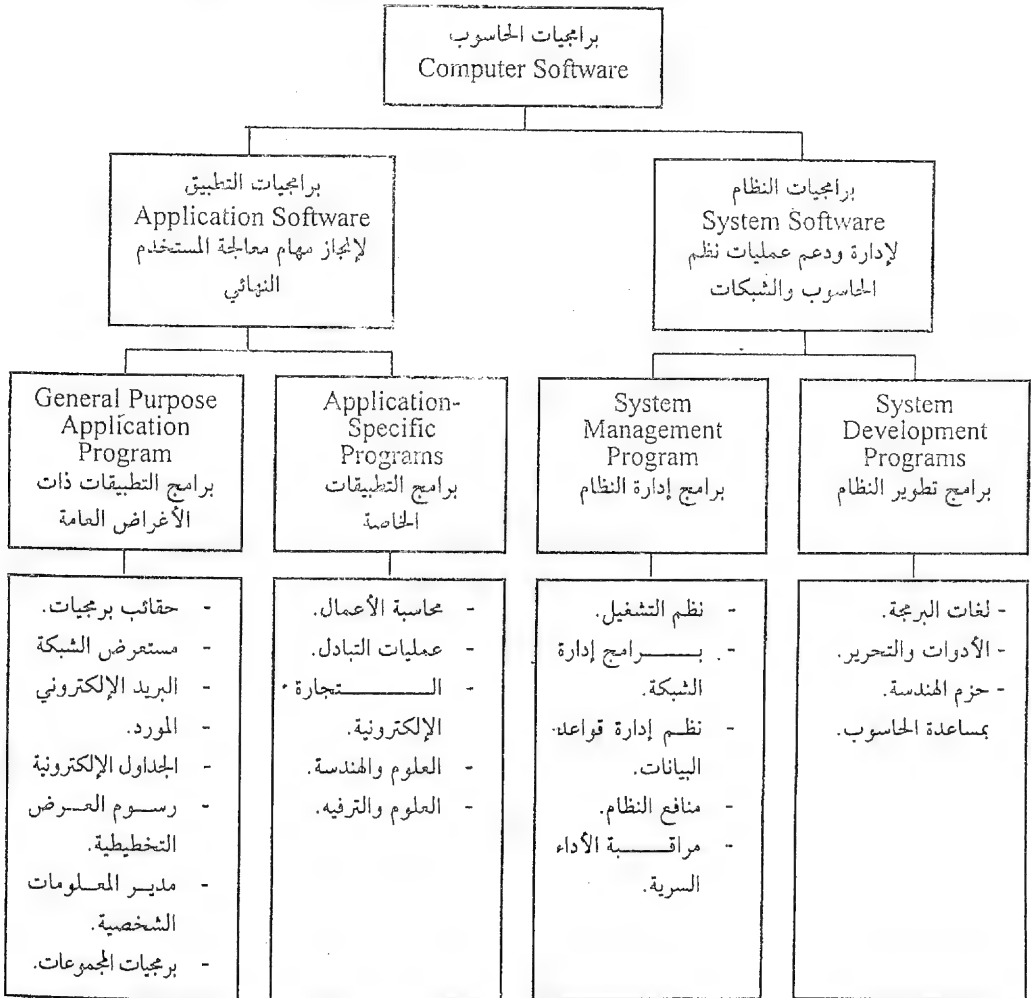 برامجيات الحاسوب
Computer Software
برامجيات التطبيق
Application Software
لإنجاز مهام معالجة المستخدم
النهائي
برامجيات النظام
System Software
لإدارة ودعم عمليات نظم
الحاسوب والشبكات
General Purpose
Application
Program
برامج التطبيقات ذات
الأغراض العامة
Application-
Specific
Programs
برامج التطبيقات
الخاصة
System
Management
Program
برامج إدارة النظام
System
Development
Programs
برامج تطوير النظام
- حقائب برمجيات.
- مستعرض الشبكة
- البريد الإلكتروني
- المورد.
- الجداول الإلكترونية
- رسوم العرض
التخطيطية.
- مدير المعلومات
الشخصية.
- برمجيات المجموعات.
- محاسبة الأعمال.
- عمليات التبادل.
- التجارة
الإلكترونية.
- العلوم والهندسة.
- العلوم والترفيه.
- نظم التشغيل.
- برامج إدارة
الشبكة.
- نظم إدارة قواعد
البيانات.
- منافع النظام.
- مراقبة الأداء
السرية.
- لغات البرمجة.
- الأدوات والتحرير.
- حزم الهندسة.
بمساعدة الحاسوب.